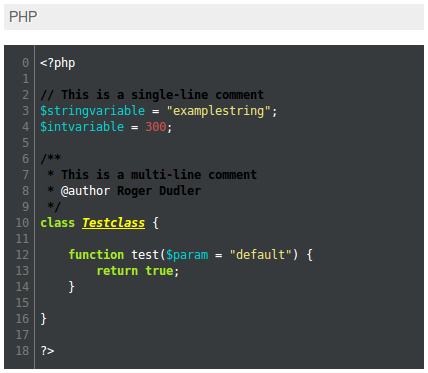 PHP
0 <?php
1
2 // This is a single-line comment
3 $stringvariable = "examplestring";
4 $intvariable = 300;
5
6 /**
7  * This is a multi-line comment
8  * @author Roger Dudler
9  */
10 class Testclass {
11
12     function test($param = "default") {
13         return true;
14     }
15
16 }
17
18 ?>